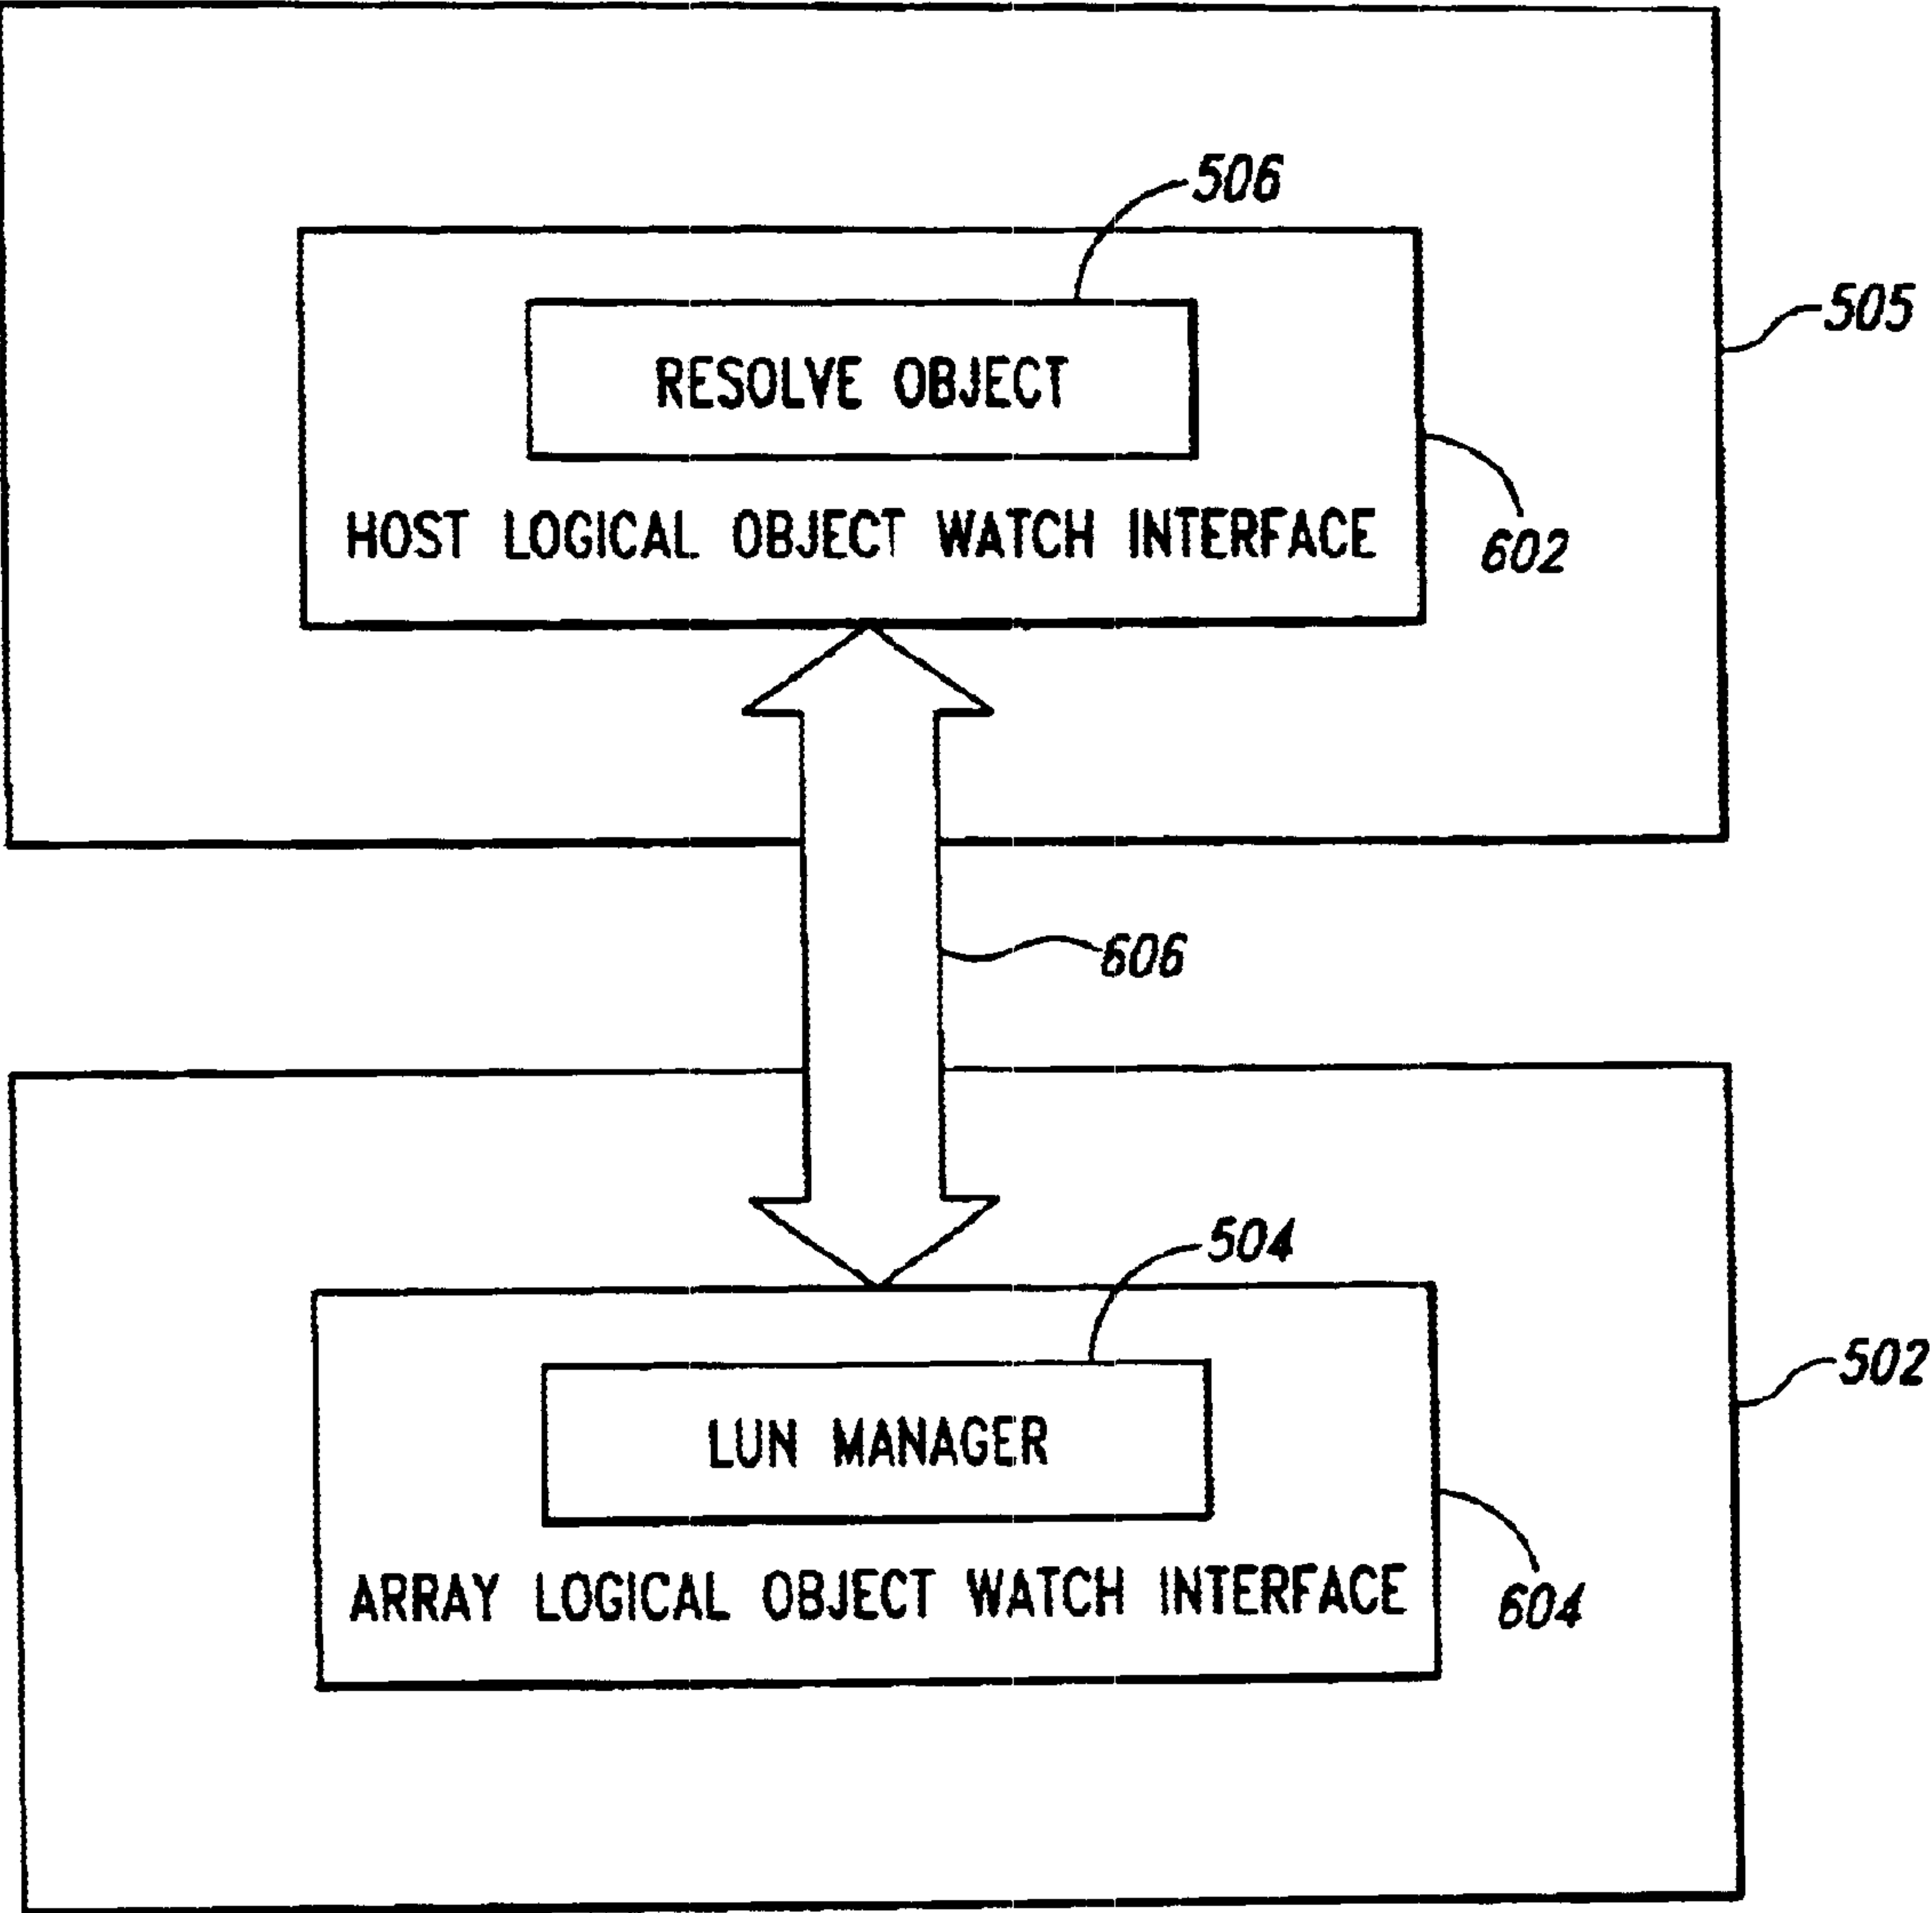 506
505
RESOLVE OBJECT
HOST LOGICAL OBJECT WATCH INTERFACE
602
606
504
502
LUN MANAGER
ARRAY LOGICAL OBJECT WATCH INTERFACE
604